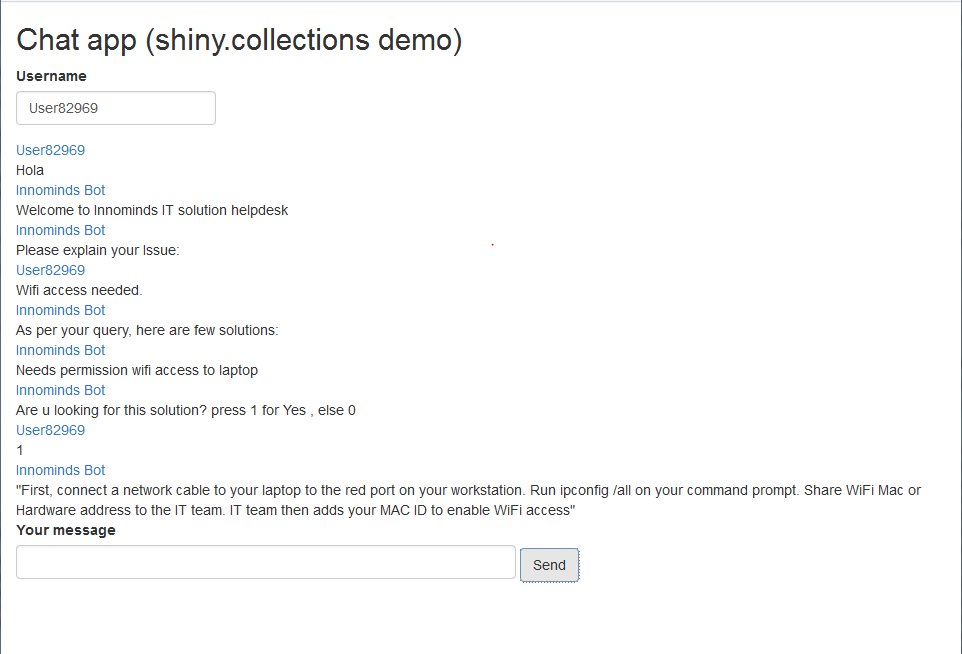 Chat app (shiny.collections demo)
Username
User82969
User82969
Hola
Innominds Bot
Welcome to Innominds IT solution helpdesk
Innominds Bot
Please explain your Issue:
User82969
Wifi access needed.
Innominds Bot
As per your query, here are few solutions:
Innominds Bot
Needs permission wifi access to laptop
Innominds Bot
Are u looking for this solution? press 1 for Yes , else 0
User82969
1
Innominds Bot
"First, connect a network cable to your laptop to the red port on your workstation. Run ipconfig /all on your command prompt. Share WiFi Mac or
Hardware address to the IT team. IT team then adds your MAC ID to enable WiFi access"
Your message
Send